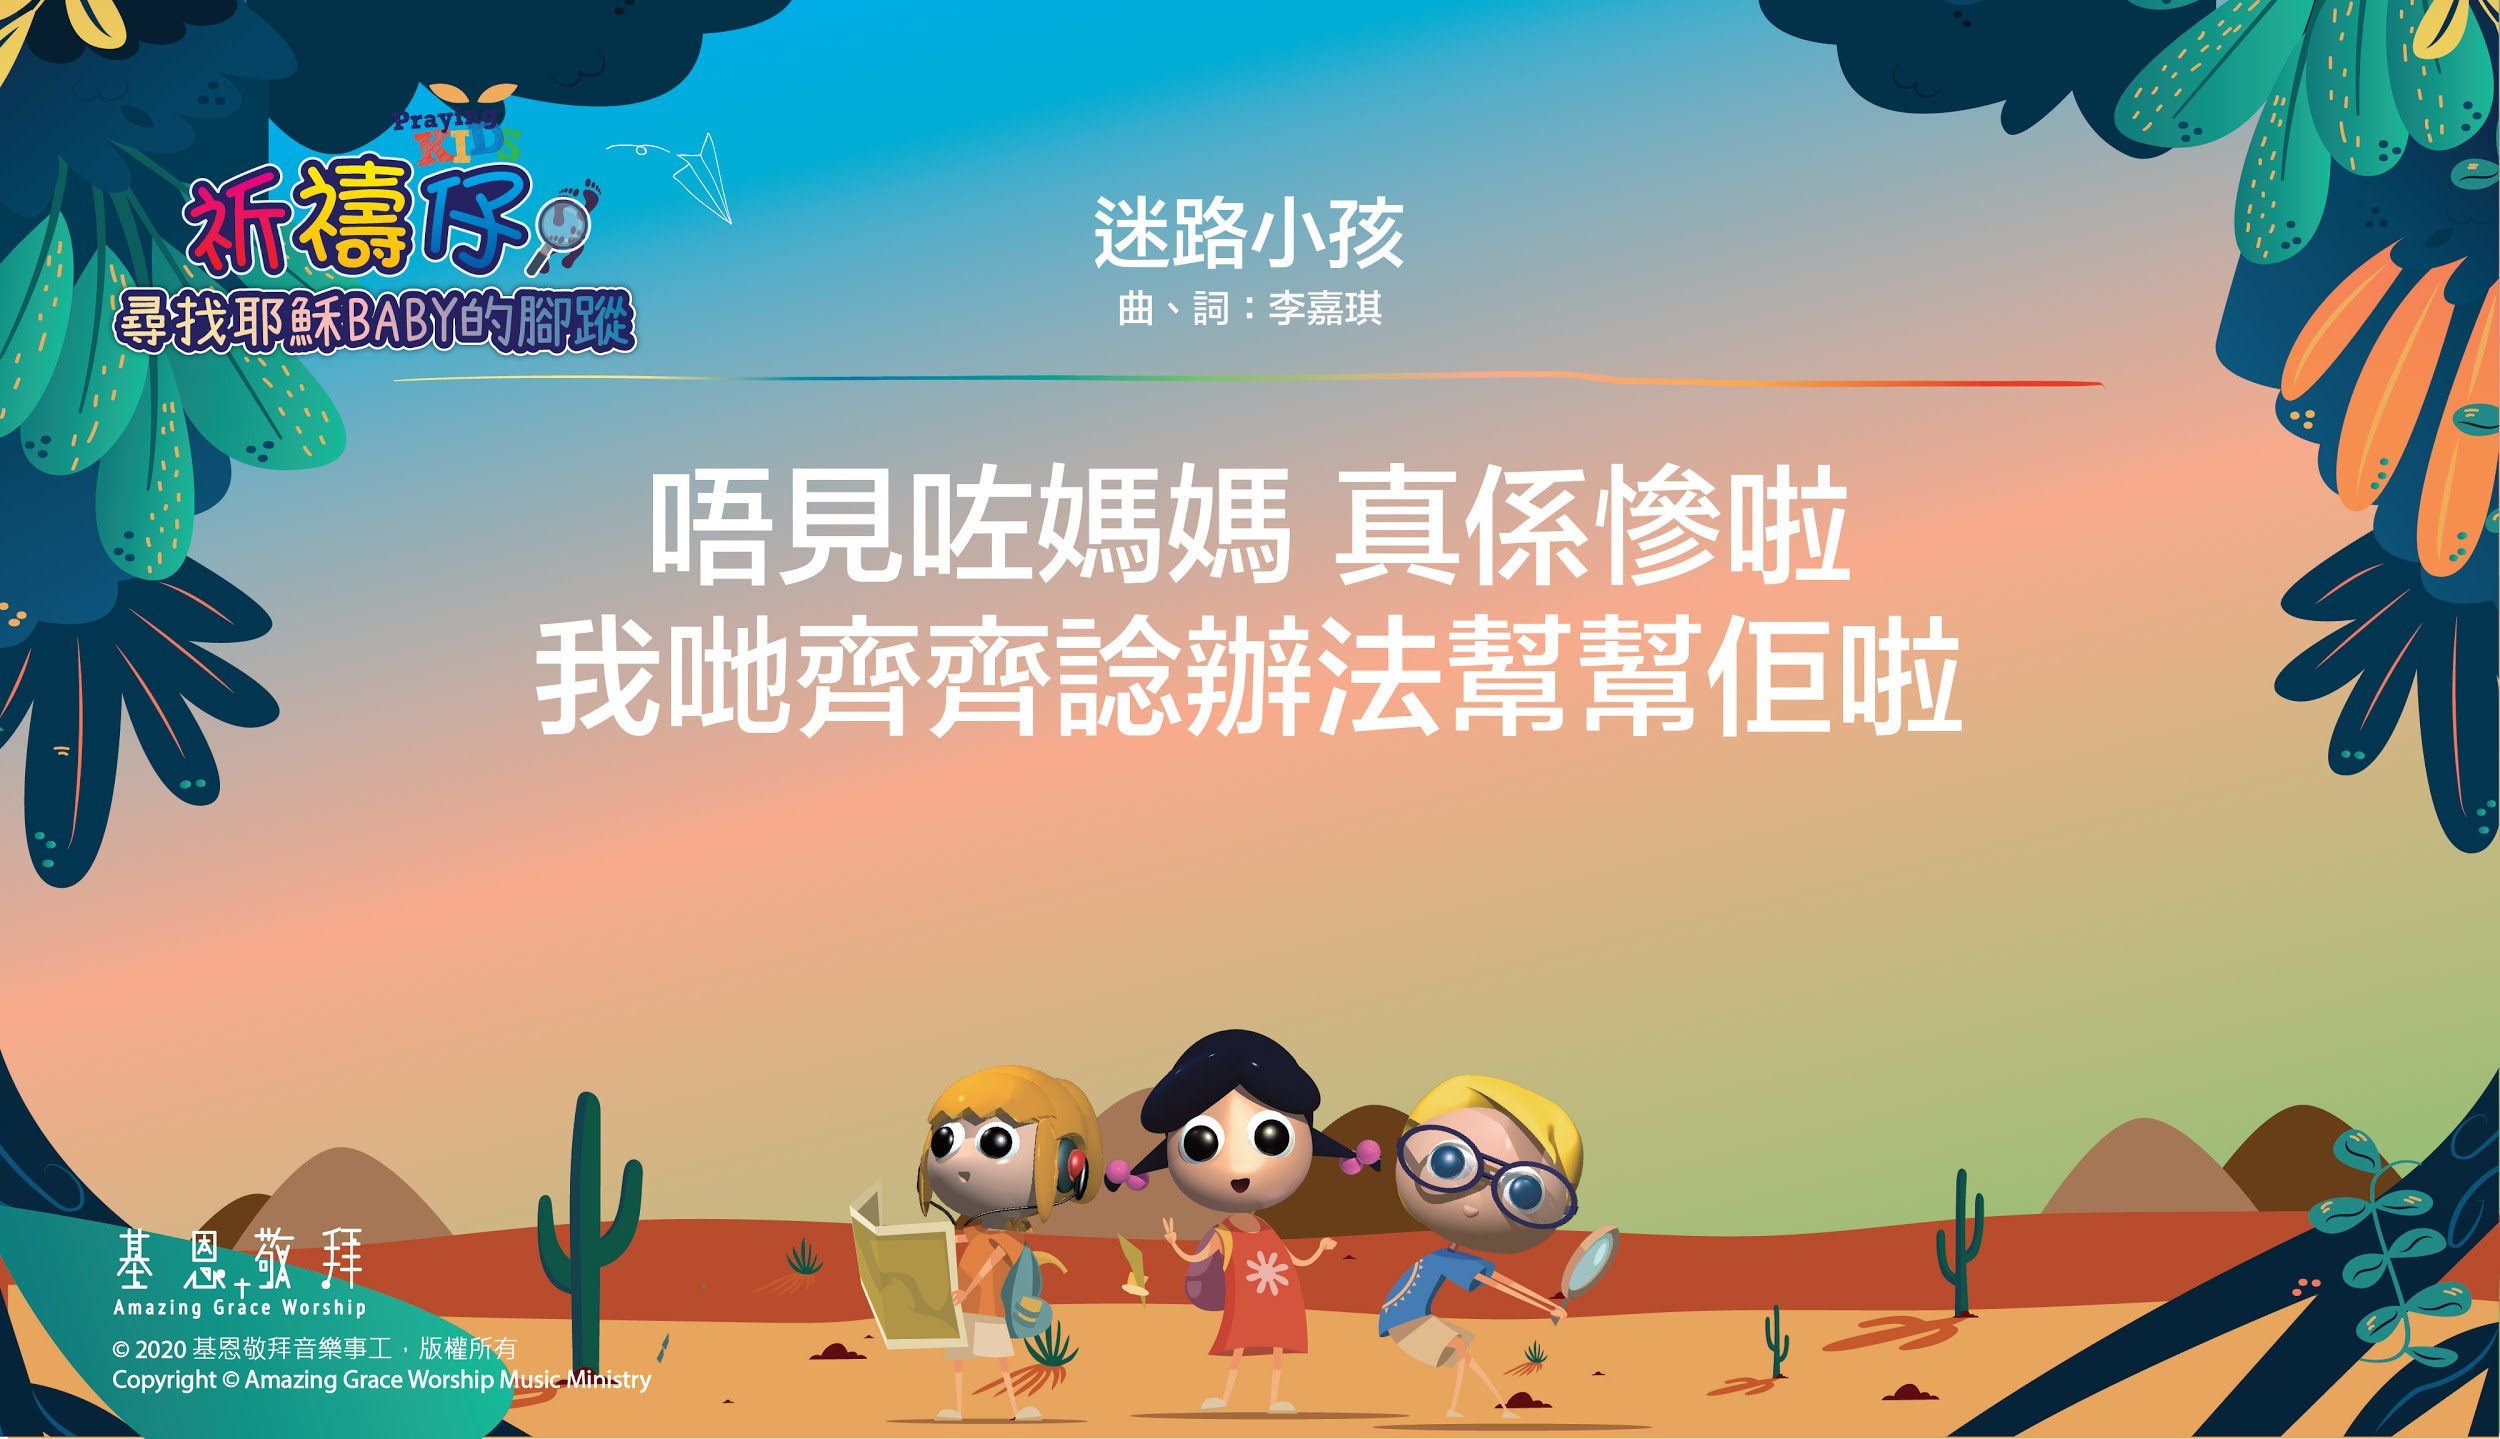 Praying
KIDS
祈禱仔
尋找耶穌BABY的腳蹤
迷路小孩
曲、詞：李嘉琪
唔見咗媽媽 真係慘啦
我哋齊齊諗辦法幫幫佢啦
基恩敬拜
Amazing Grace Worship
© 2020 基恩敬拜音樂事工，版權所有
Copyright © Amazing Grace Worship Music Ministry